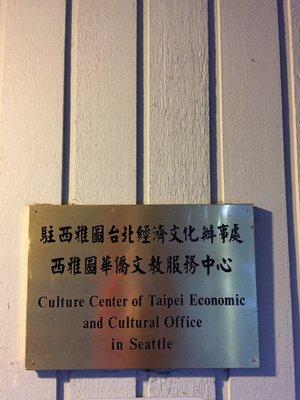 駐西雅圖台北經濟文化辦事處
西雅圖華僑文教服務中心
Culture Center of Taipei Economic
and Cultural Office
in Seattle